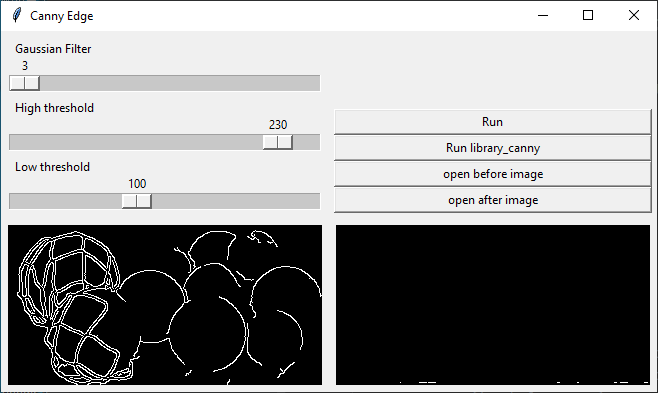 Canny Edge
Gaussian Filter
3
High threshold
230
Low threshold
100
Run
Run library_canny
open before image
open after image